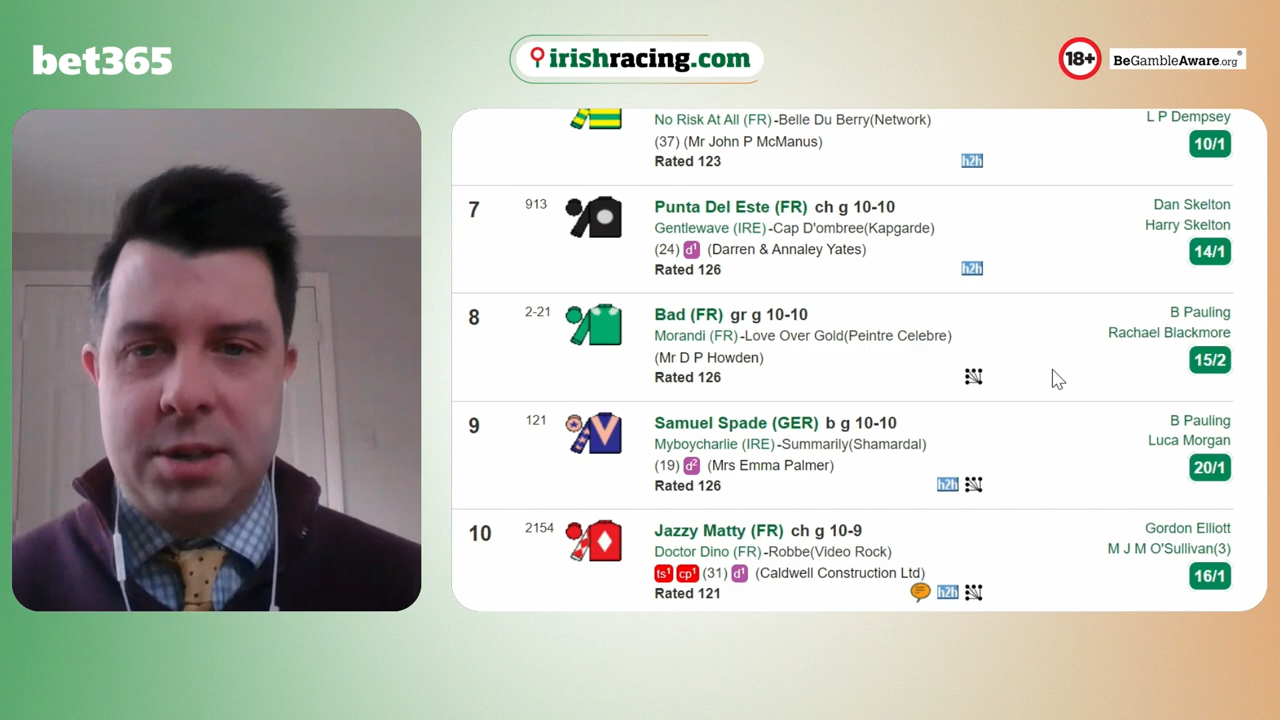 bet365
irishracing.com
18+
BeGambleAware.org®
No Risk At All (FR)-Belle Du Berry(Network)
L P Dempsey
(37) (Mr John P McManus)
10/1
Rated 123
h2h
7
913
Punta Del Este (FR) ch g 10-10
Dan Skelton
Gentlewave (IRE)-Cap D'ombree(Kapgarde)
Harry Skelton
(24) d1 (Darren & Annaley Yates)
14/1
Rated 126
h2h
8
2-21
Bad (FR) gr g 10-10
B Pauling
Morandi (FR)-Love Over Gold(Peintre Celebre)
Rachael Blackmore
(Mr D P Howden)
15/2
Rated 126
9
121
Samuel Spade (GER) b g 10-10
B Pauling
Myboycharlie (IRE)-Summarily(Shamardal)
Luca Morgan
(19) d2 (Mrs Emma Palmer)
20/1
Rated 126
h2h
10
2154
Jazzy Matty (FR) ch g 10-9
Gordon Elliott
Doctor Dino (FR)-Robbe(Video Rock)
M J M O'Sullivan(3)
ts1 cp1 (31) d1 (Caldwell Construction Ltd)
16/1
Rated 121
h2h